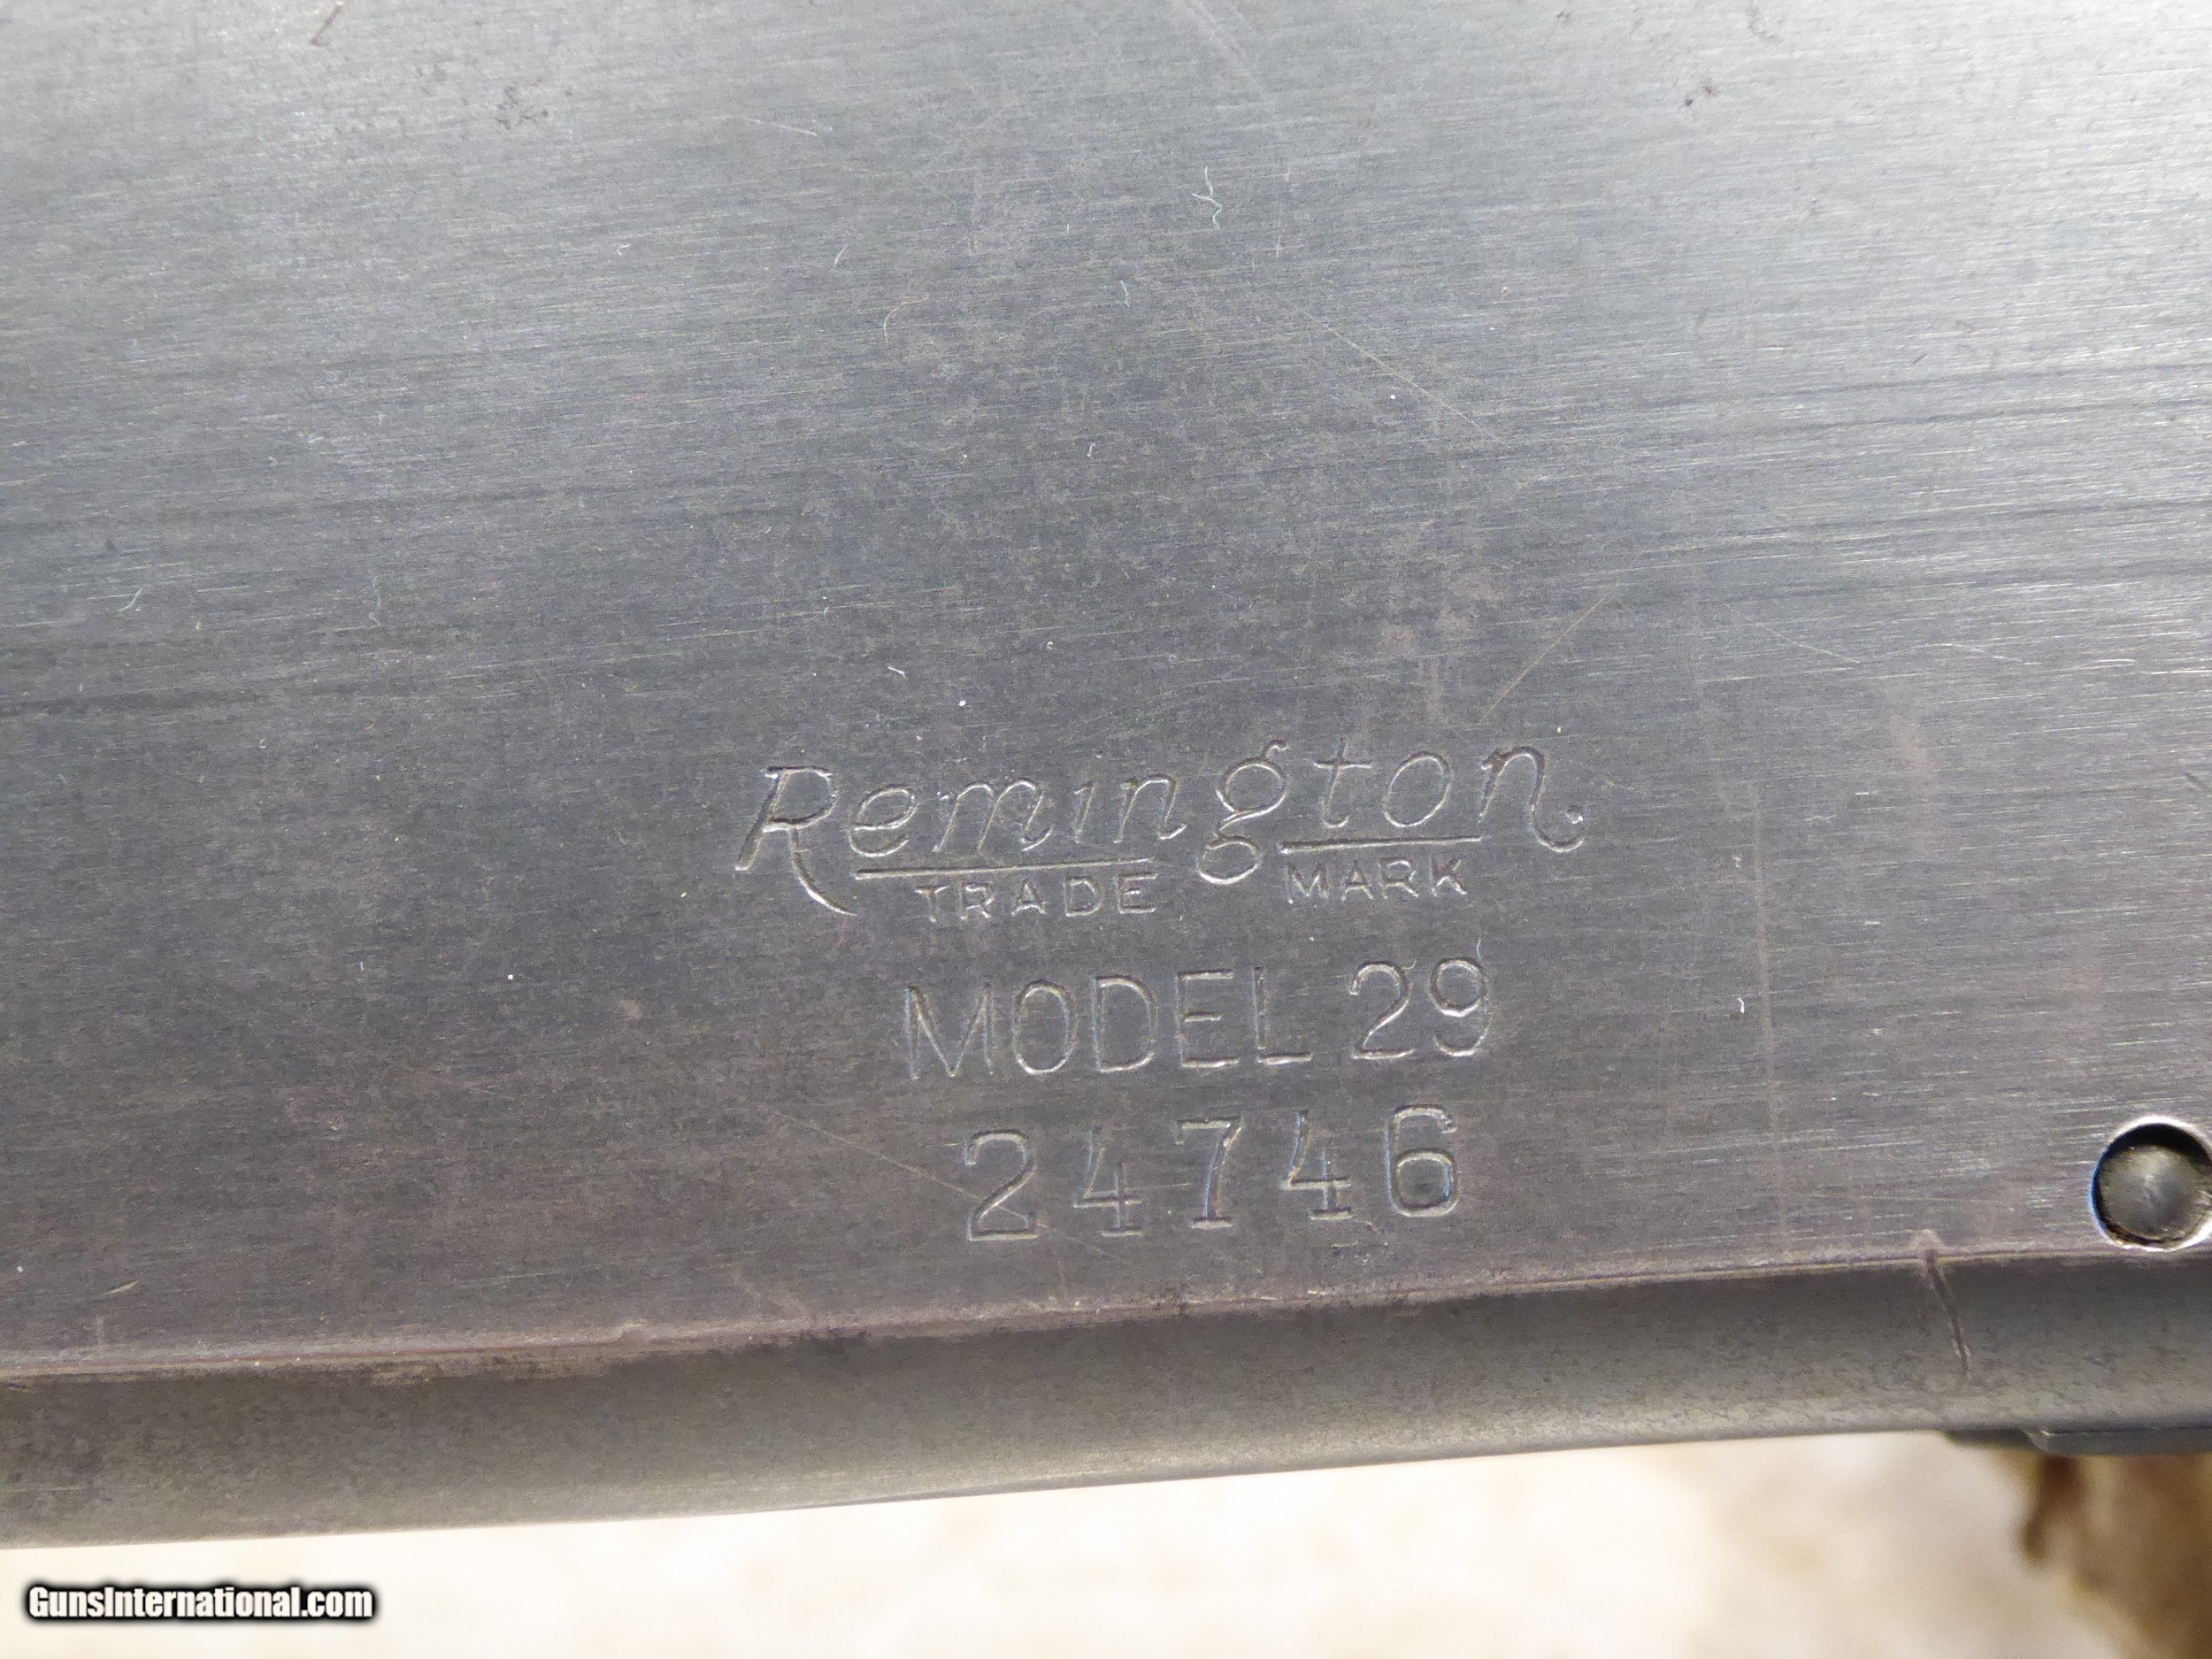 Remington.
TRADE MARK
MODEL 29
24746
GunsInternational.com